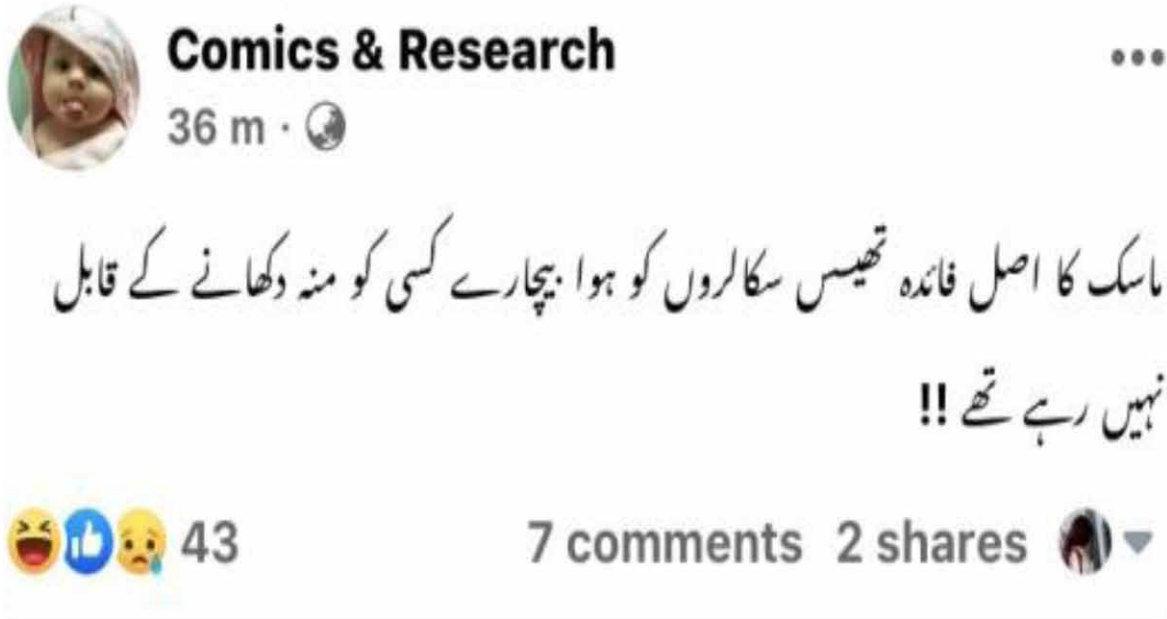 Comics & Research
36 m ·
ماسک کا اصل فائدہ تھیسس سکالروں کو ہوا بیچارے کسی کو منہ دکھانے کے قابل
نہیں رہے تھے !!
43 7 comments 2 shares